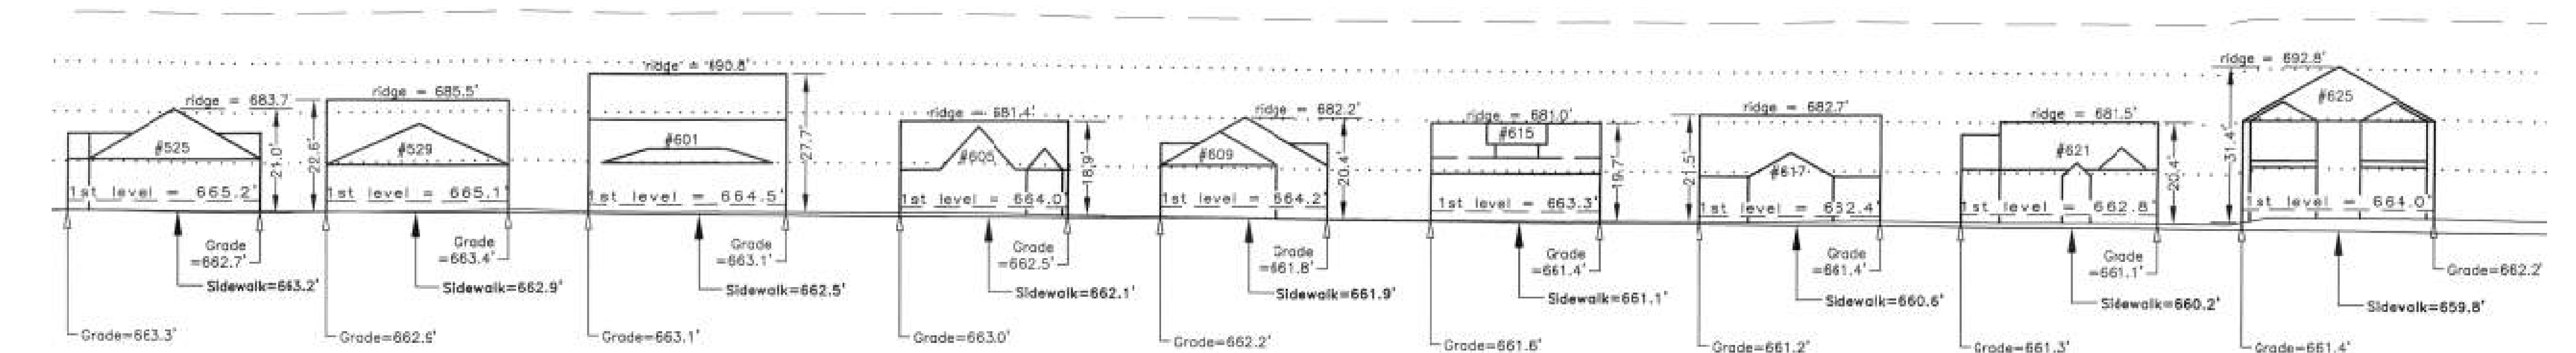 ridge = 683.7'
#525
21.0'
1st level = 665.2'
Grade
=662.7'
Sidewalk=663.2'
Grade=663.3'
ridge = 685.5'
22.6'
#529
1st level = 665.1'
Grade
=663.4'
Sidewalk=662.9'
Grade=662.9'
'ridge' = 690.8'
#601
27.7'
1st level = 664.5'
Grade
=663.1'
Sidewalk=662.5'
Grade=663.1'
ridge = 681.4'
#605
18.9'
1st level = 664.0'
Grade
=662.5'
Sidewalk=662.1'
Grade=663.0'
ridge = 682.2'
#609
20.4'
1st level = 664.2'
Grade
=661.8'
Sidewalk=661.9'
Grade=662.2'
ridge = 681.0'
#615
19.7'
1st level = 663.3'
Grade
=661.4'
Sidewalk=661.1'
Grade=661.6'
ridge = 682.7'
21.5'
#617
1st level = 662.4'
Grade
=661.4'
Sidewalk=660.6'
Grade=661.2'
ridge = 681.5'
#621
20.4'
1st level = 662.8'
Grade
=661.1'
Sidewalk=660.2'
Grade=661.3'
ridge = 692.8'
#625
31.4'
1st level = 664.0'
Grade=662.2'
Sidewalk=659.8'
Grade=661.4'